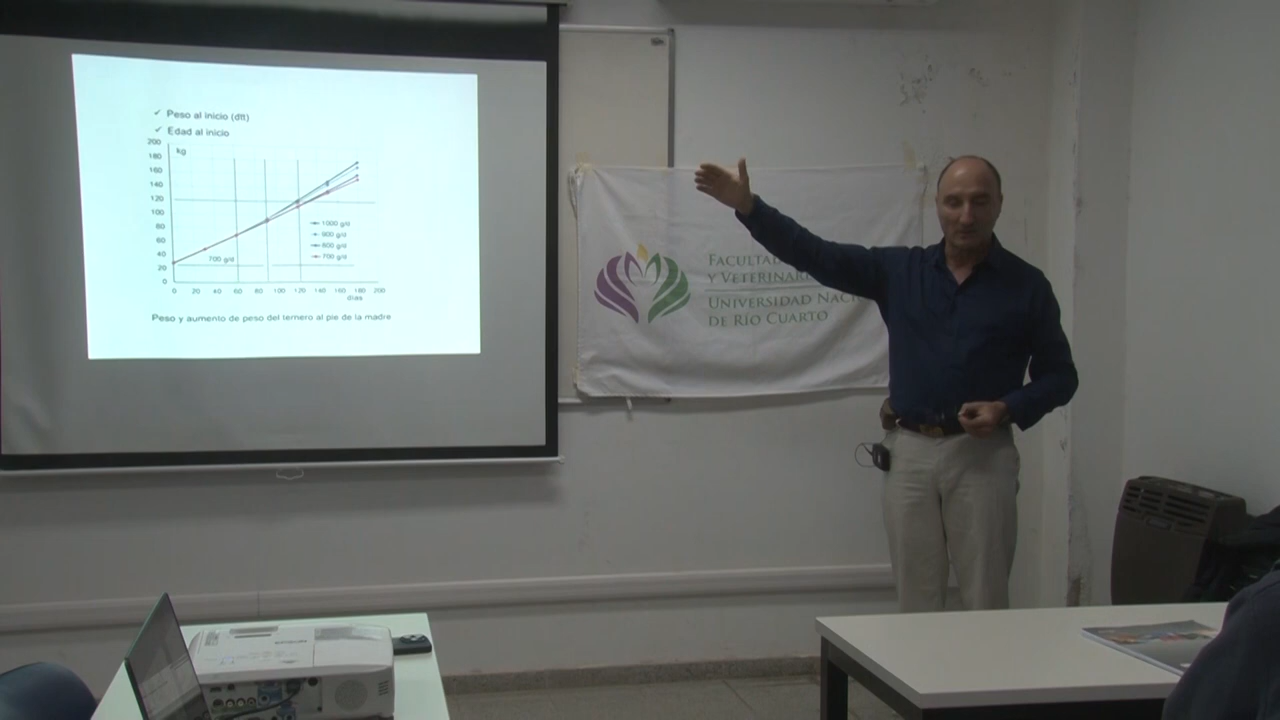 ✓ Peso al inicio (dtt)
✓ Edad al inicio
200
kg
180
160
140
120
100
80
60
40
20
0
1000 g/d
900 g/d
800 g/d
700 g/d
700 g/d
0 20 40 60 80 100 120 140 160 180 200
días
Peso y aumento de peso del ternero al pie de la madre
FACULTAD
Y VETERINARI
UNIVERSIDAD NACI
DE RÍO CUARTO